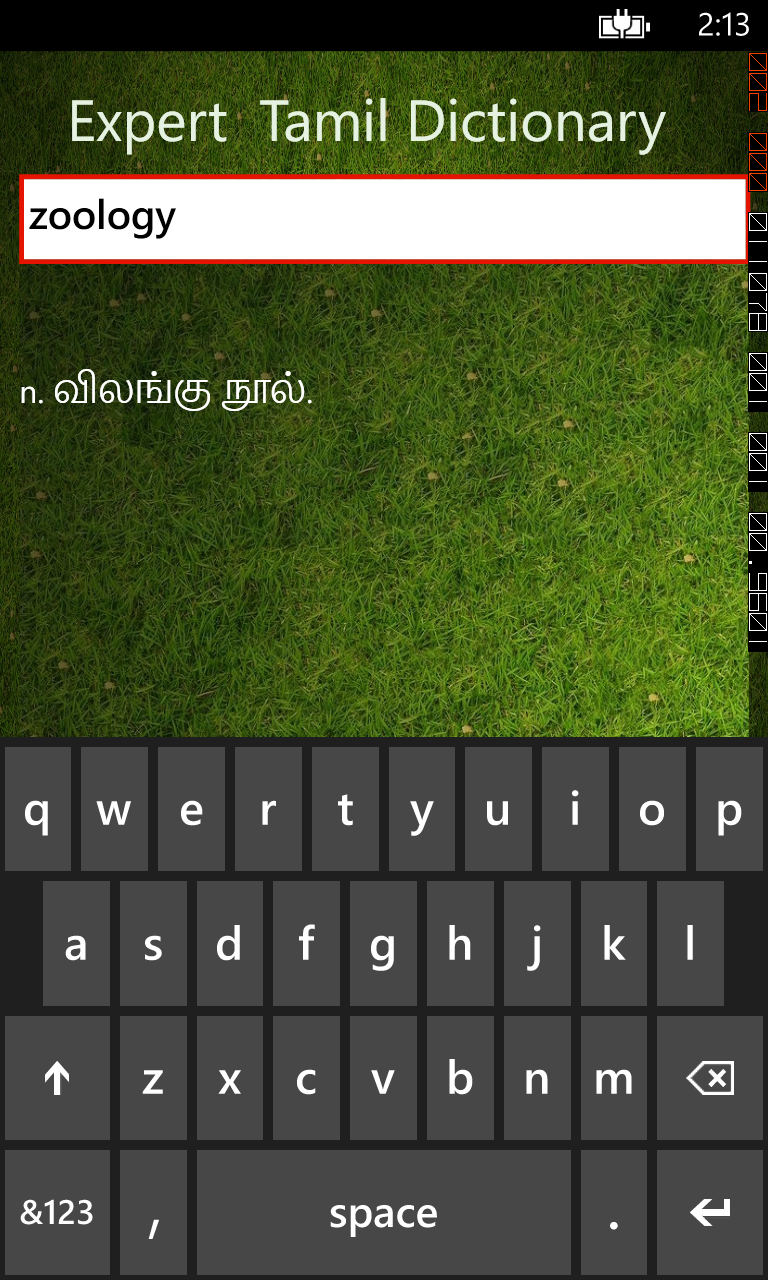 2:13
Expert Tamil Dictionary
zoology
n. விலங்கு நூல்.
q w e r t y u i o p
a s d f g h j k l
z x c v b n m
&123 , space .